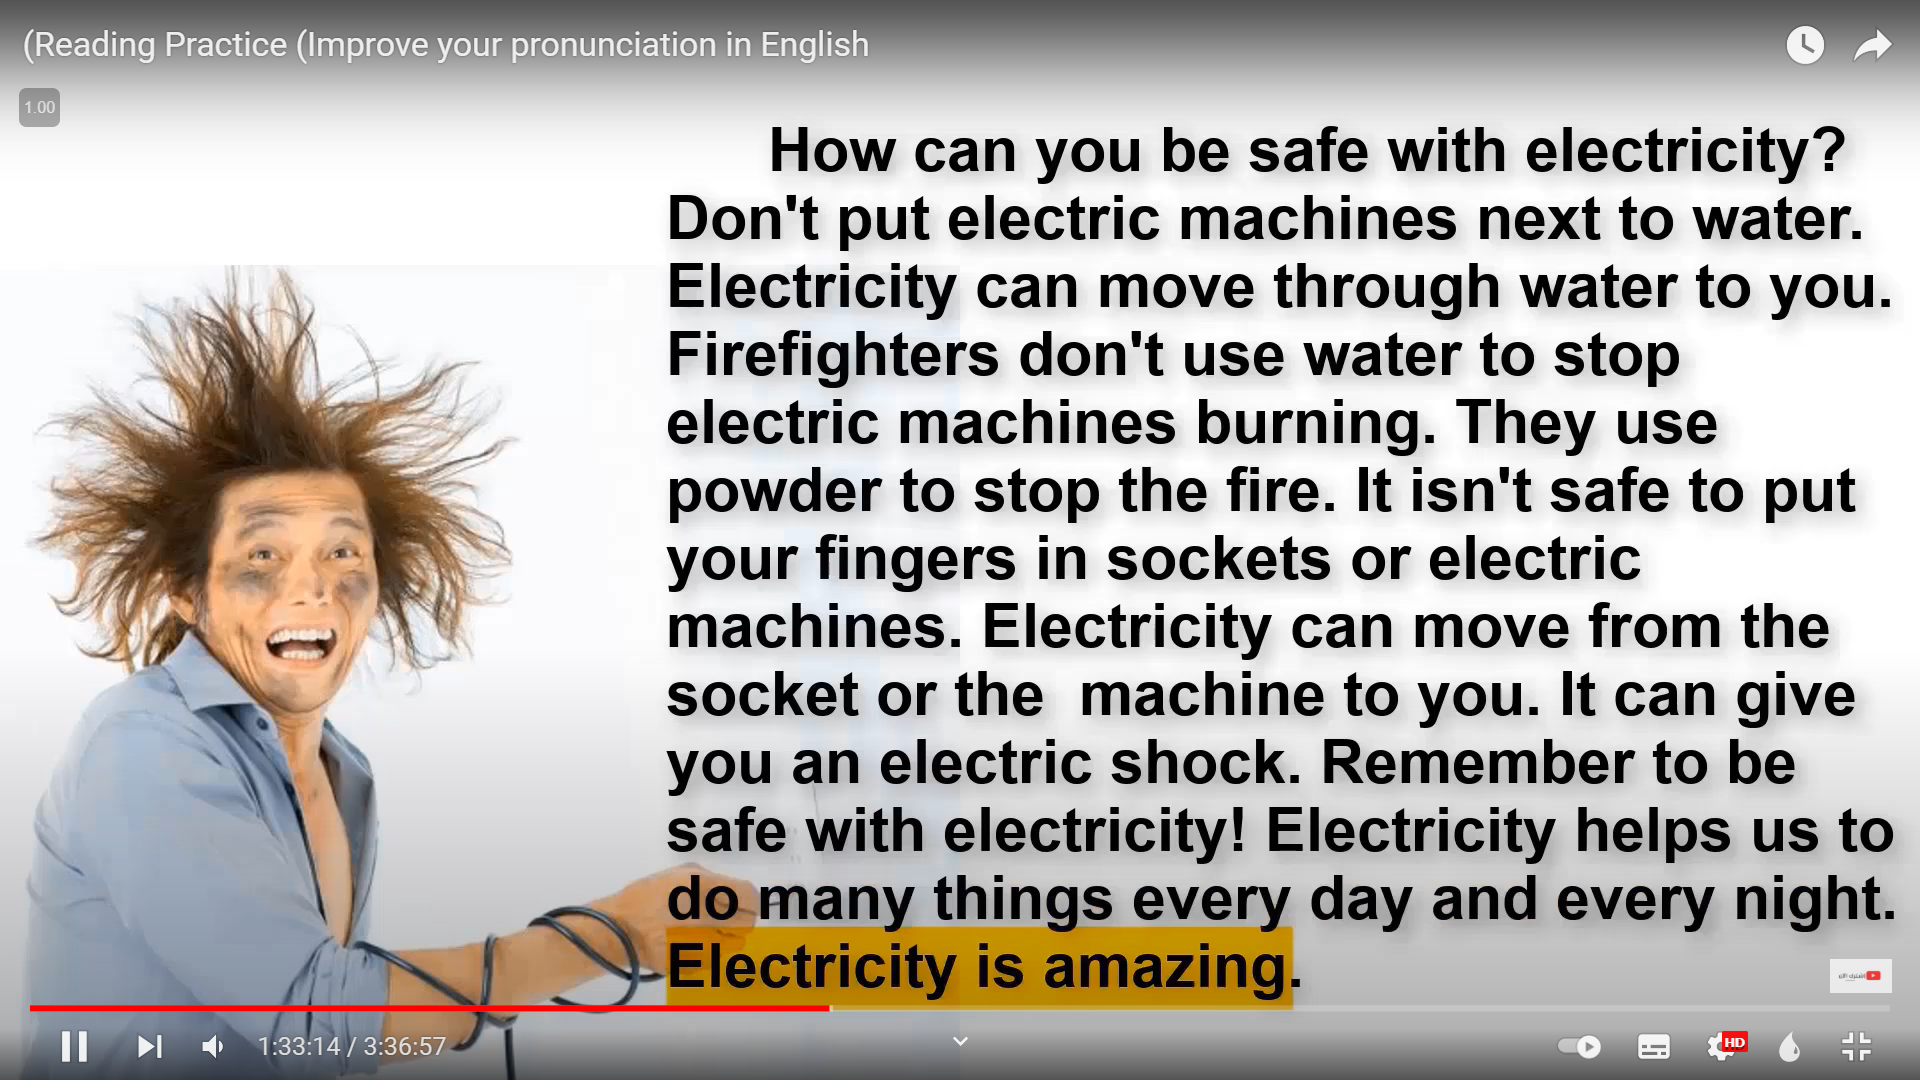 (Reading Practice (Improve your pronunciation in English
1.00
How can you be safe with electricity?
Don't put electric machines next to water.
Electricity can move through water to you.
Firefighters don't use water to stop
electric machines burning. They use
powder to stop the fire. It isn't safe to put
your fingers in sockets or electric
machines. Electricity can move from the
socket or the  machine to you. It can give
you an electric shock. Remember to be
safe with electricity! Electricity helps us to
do many things every day and every night.
Electricity is amazing.
1:33:14 / 3:36:57
HD